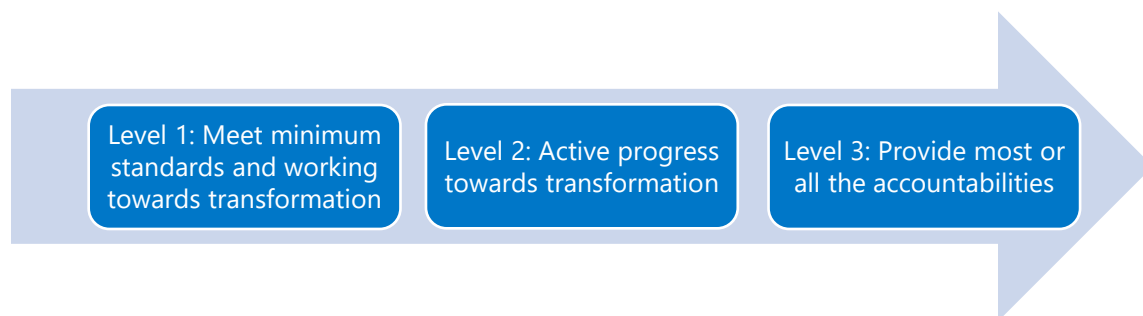 Level 1: Meet minimum
standards and working
towards transformation
Level 2: Active progress
towards transformation
Level 3: Provide most or
all the accountabilities